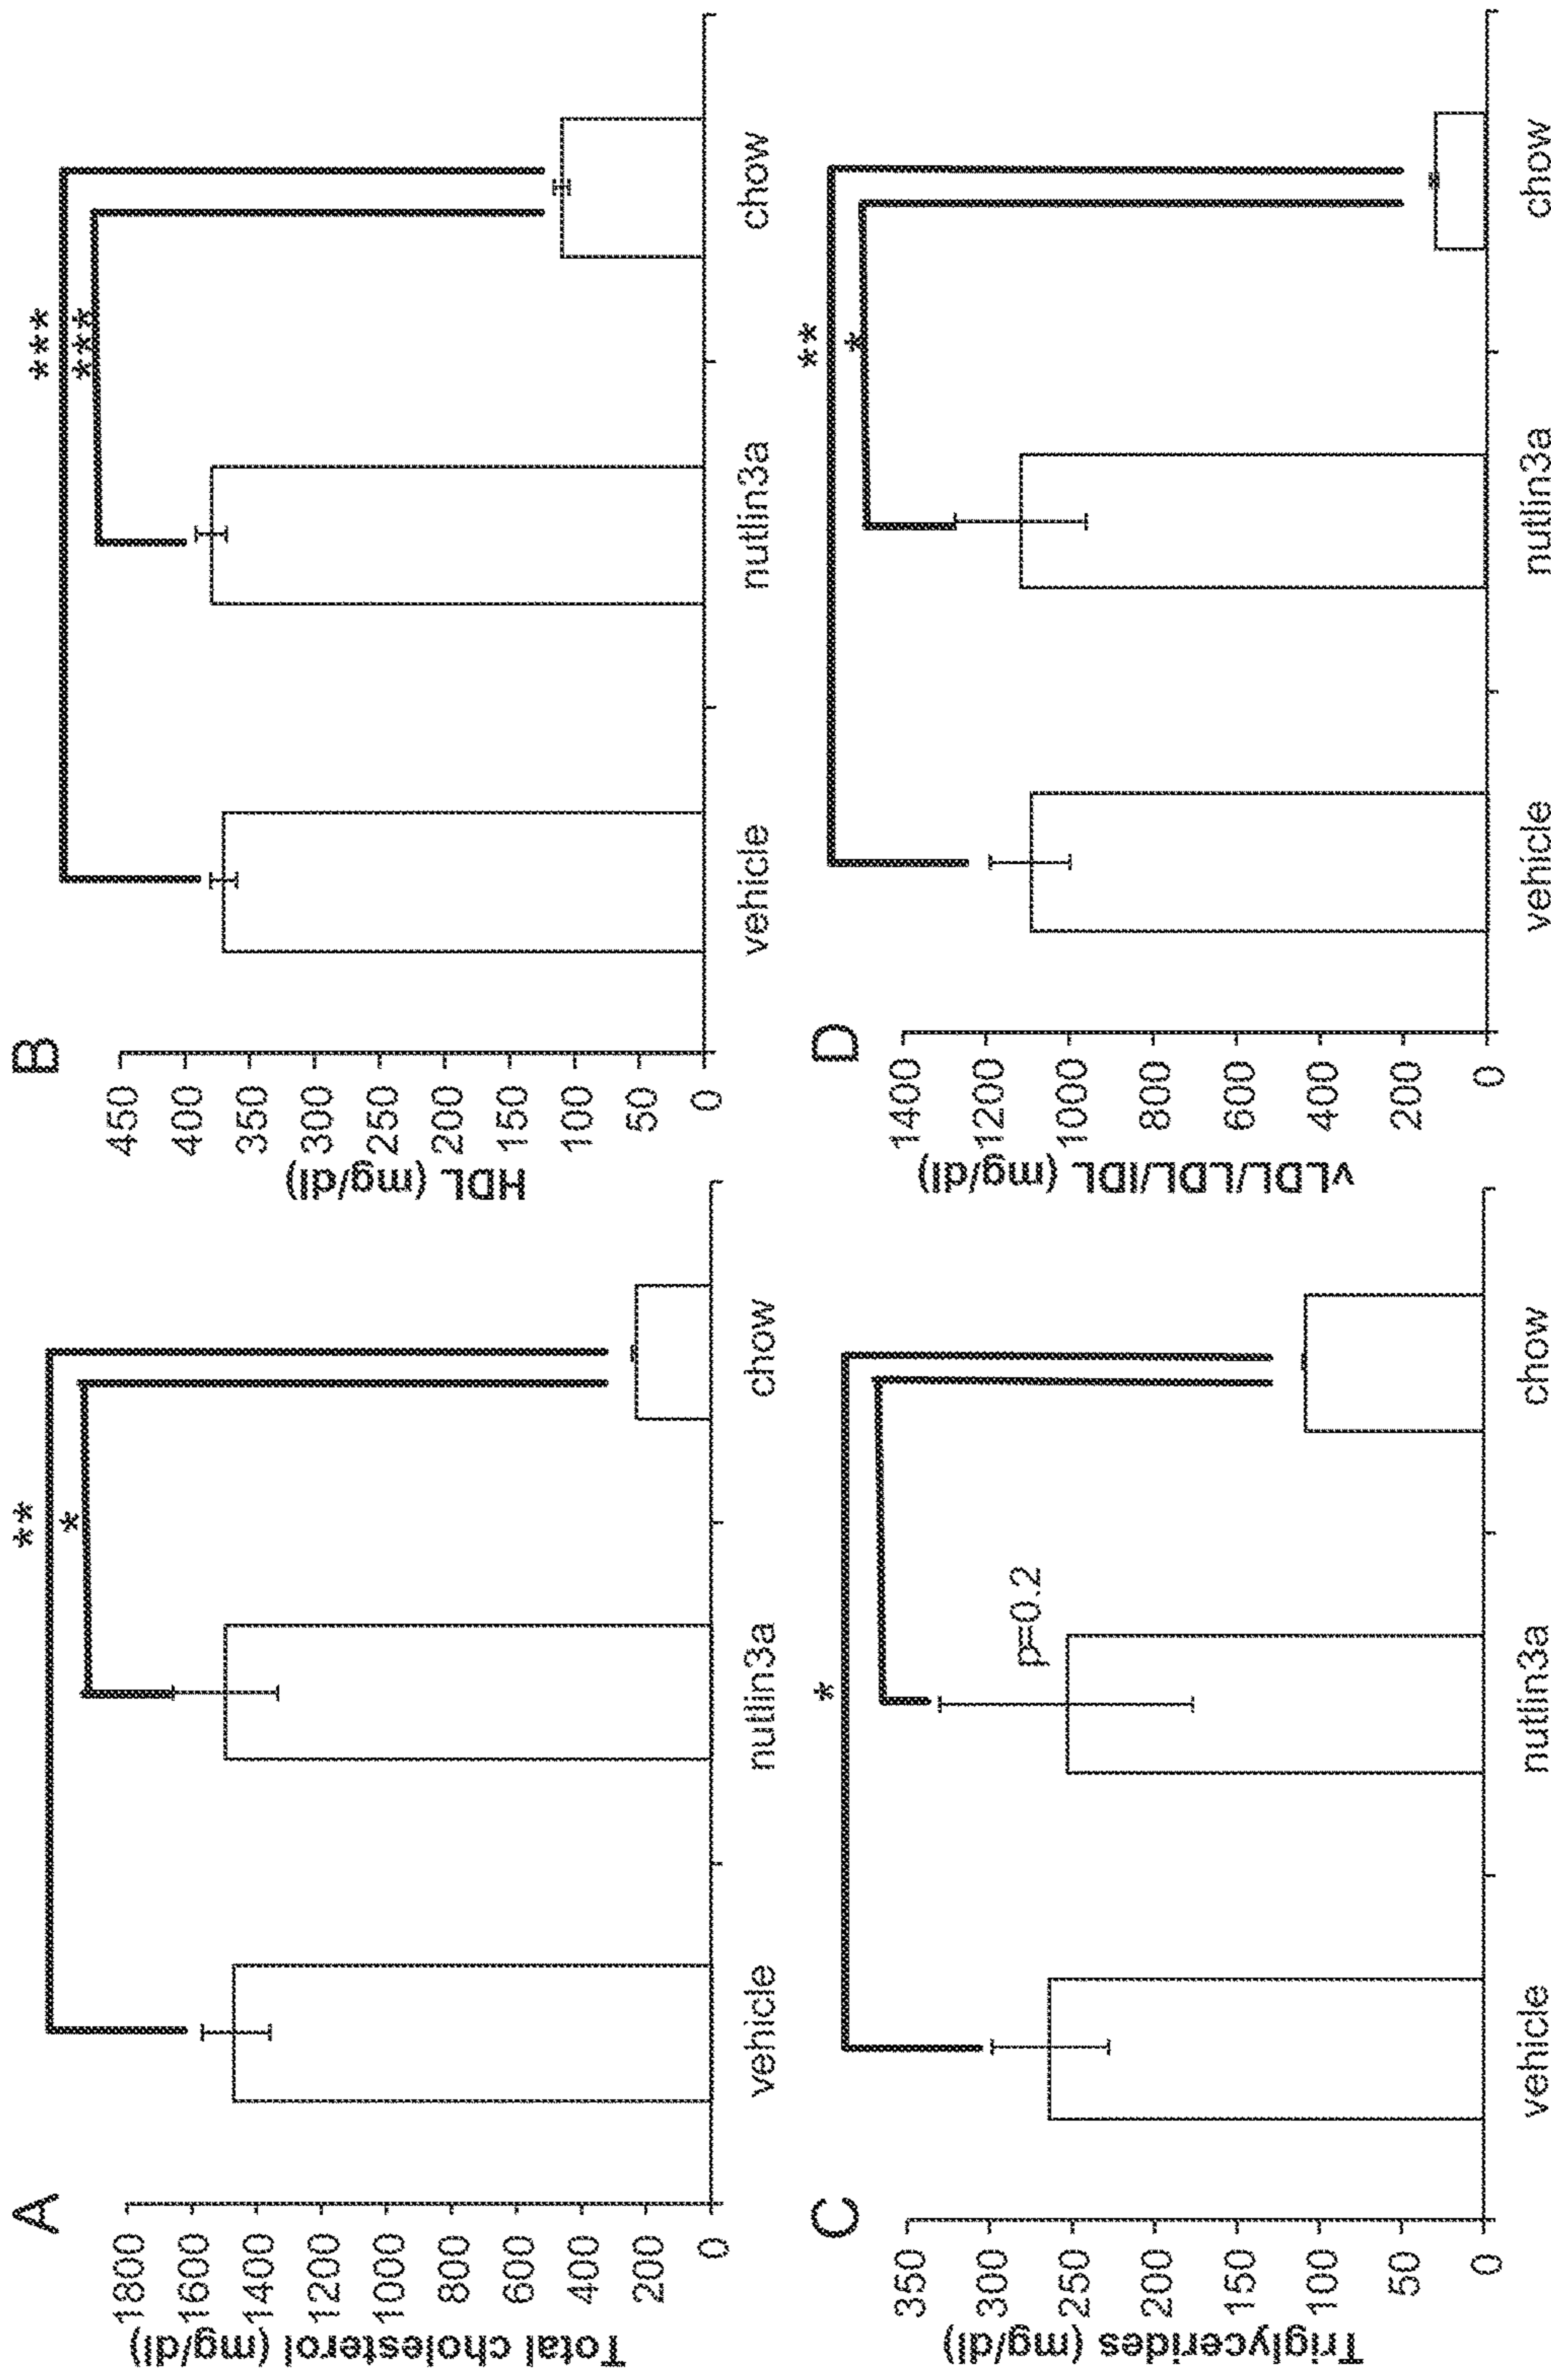 A
Total cholesterol (mg/dl)
1800
1600
1400
1200
1000
800
600
400
200
0
**
*
vehicle
nutlin3a
chow
B
HDL (mg/dl)
450
400
350
300
250
200
150
100
50
0
***
***
vehicle
nutlin3a
chow
C
Triglycerides (mg/dl)
350
300
250
200
150
100
50
0
*
p=0.2
vehicle
nutlin3a
chow
D
vLDL/LDL/IDL (mg/dl)
1400
1200
1000
800
600
400
200
0
**
*
vehicle
nutlin3a
chow